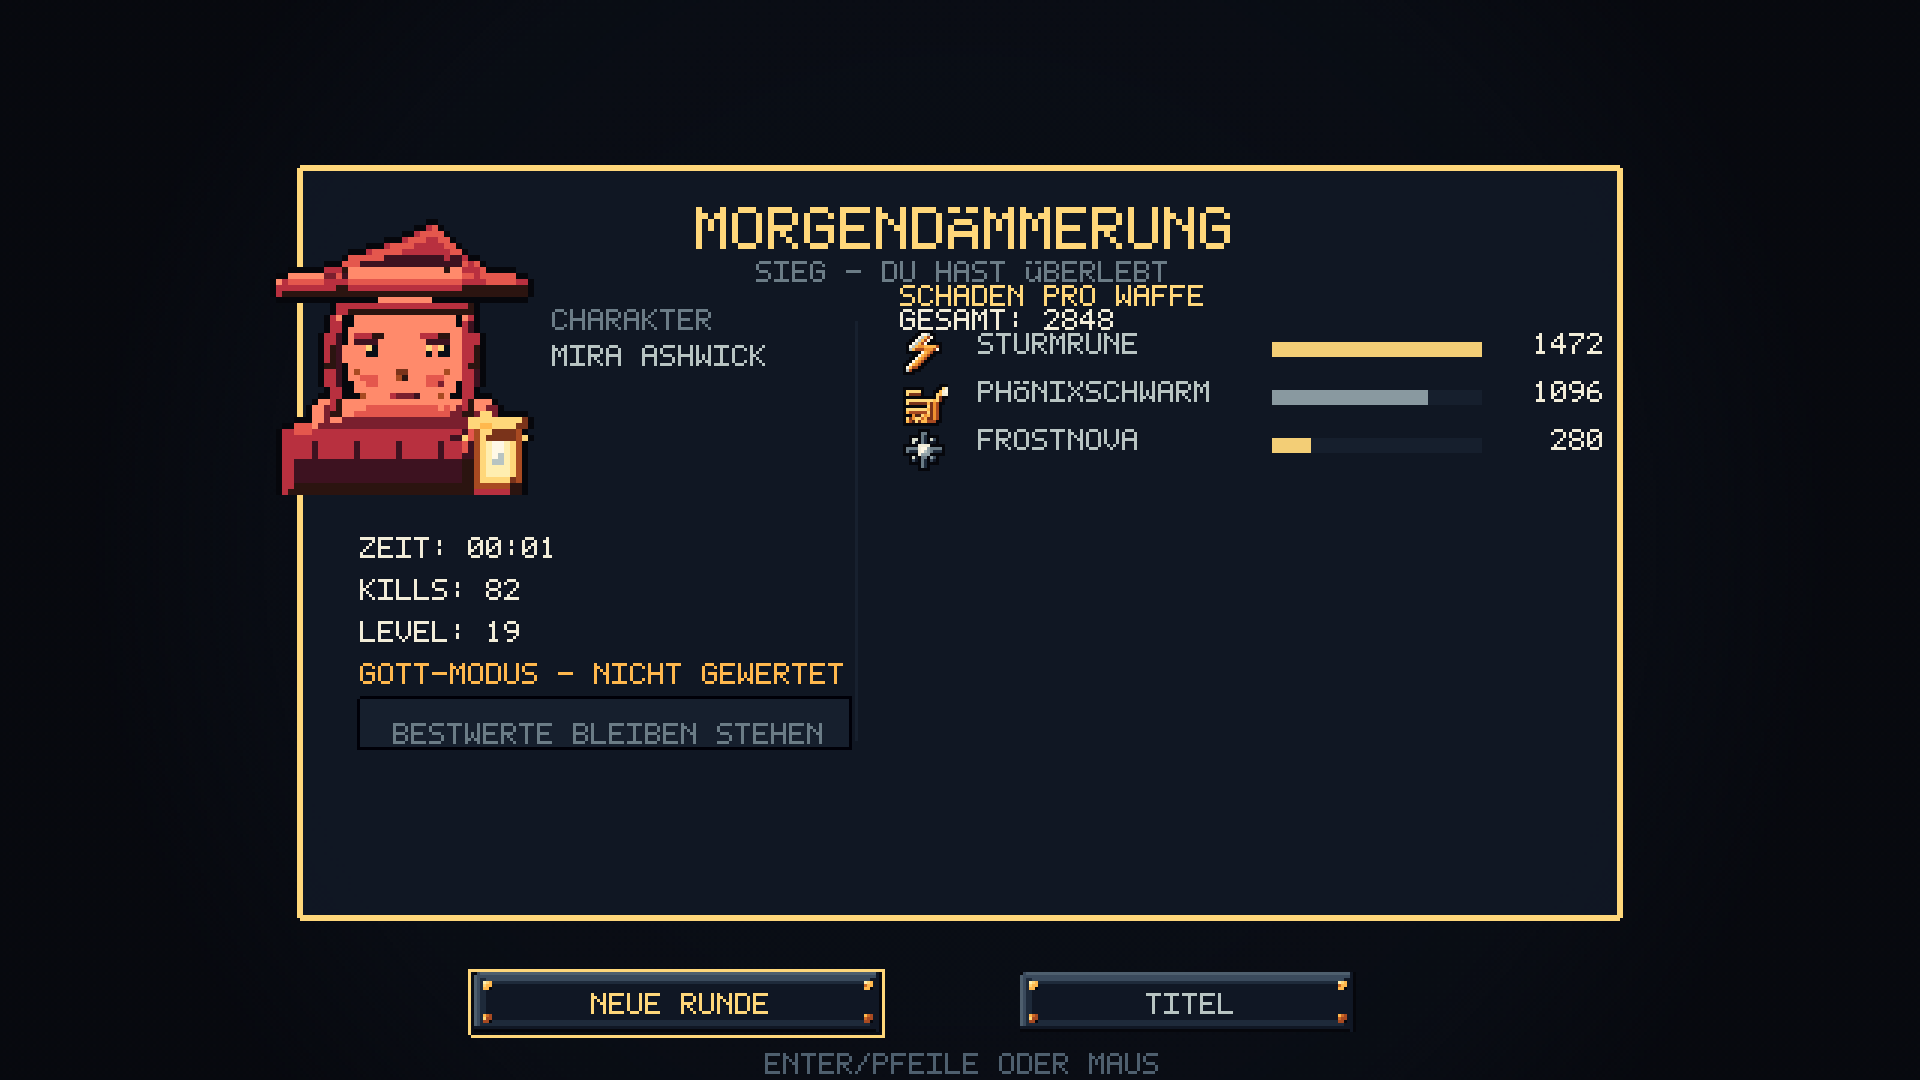 MORGENDäMMERUNG
SIEG - DU HAST üBERLEBT
CHARAKTER
MIRA ASHWICK
ZEIT: 00:01
KILLS: 82
LEVEL: 19
GOTT-MODUS - NICHT GEWERTET
BESTWERTE BLEIBEN STEHEN
SCHADEN PRO WAFFE
GESAMT: 2848
STURMRUNE 1472
PHöNIXSCHWARM 1096
FROSTNOVA 280
NEUE RUNDE
TITEL
ENTER/PFEILE ODER MAUS